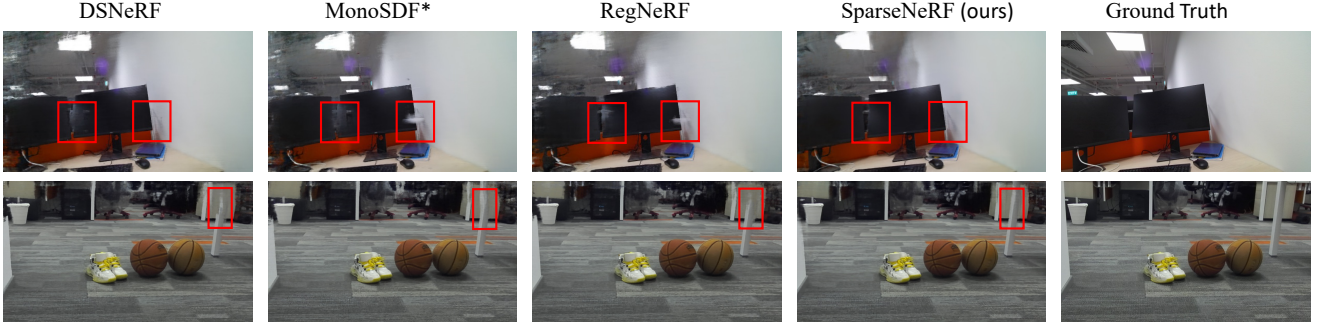 DSNeRF
MonoSDF*
RegNeRF
SparseNeRF (ours)
Ground Truth